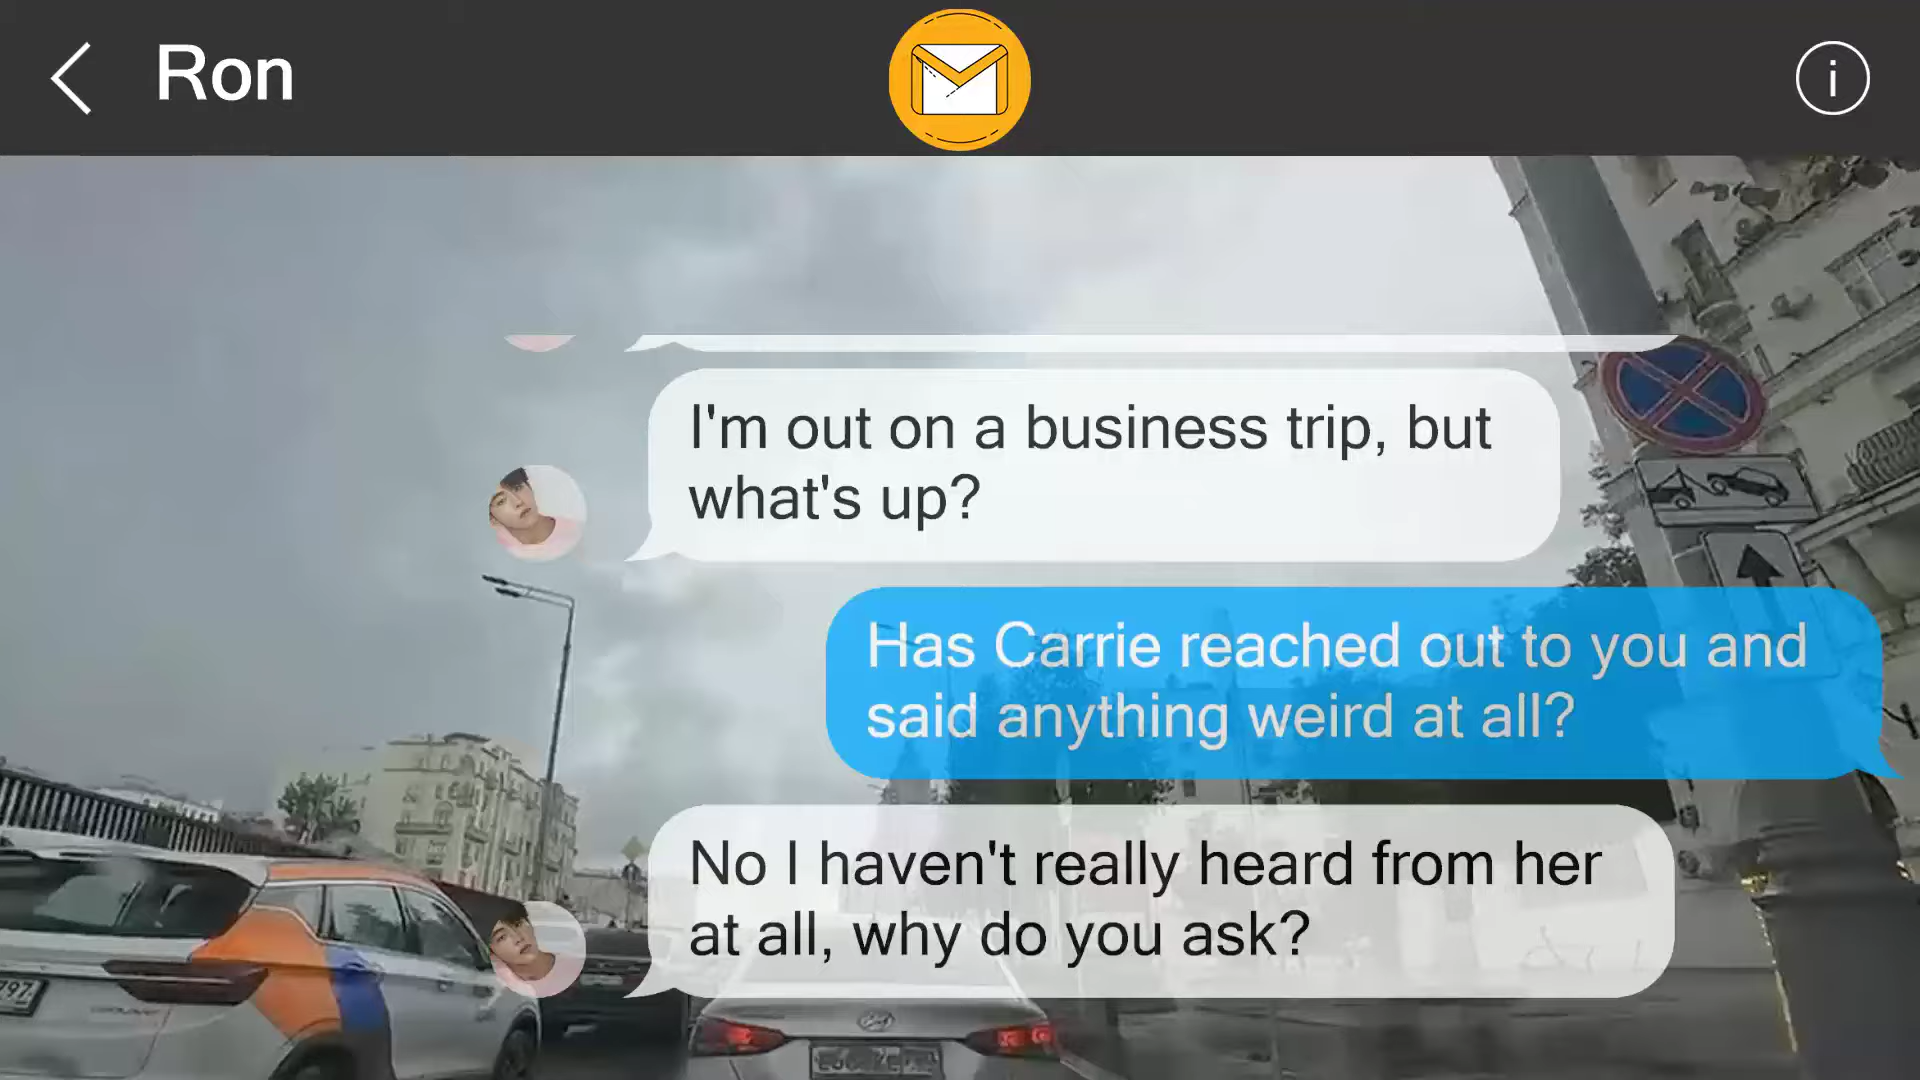 Ron
i
I'm out on a business trip, but
what's up?
Has Carrie reached out to you and
said anything weird at all?
No I haven't really heard from her
at all, why do you ask?
797